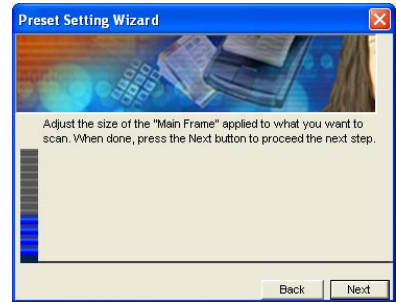 Preset Setting Wizard
Adjust the size of the "Main Frame" applied to what you want to
scan. When done, press the Next button to proceed the next step.
Back
Next